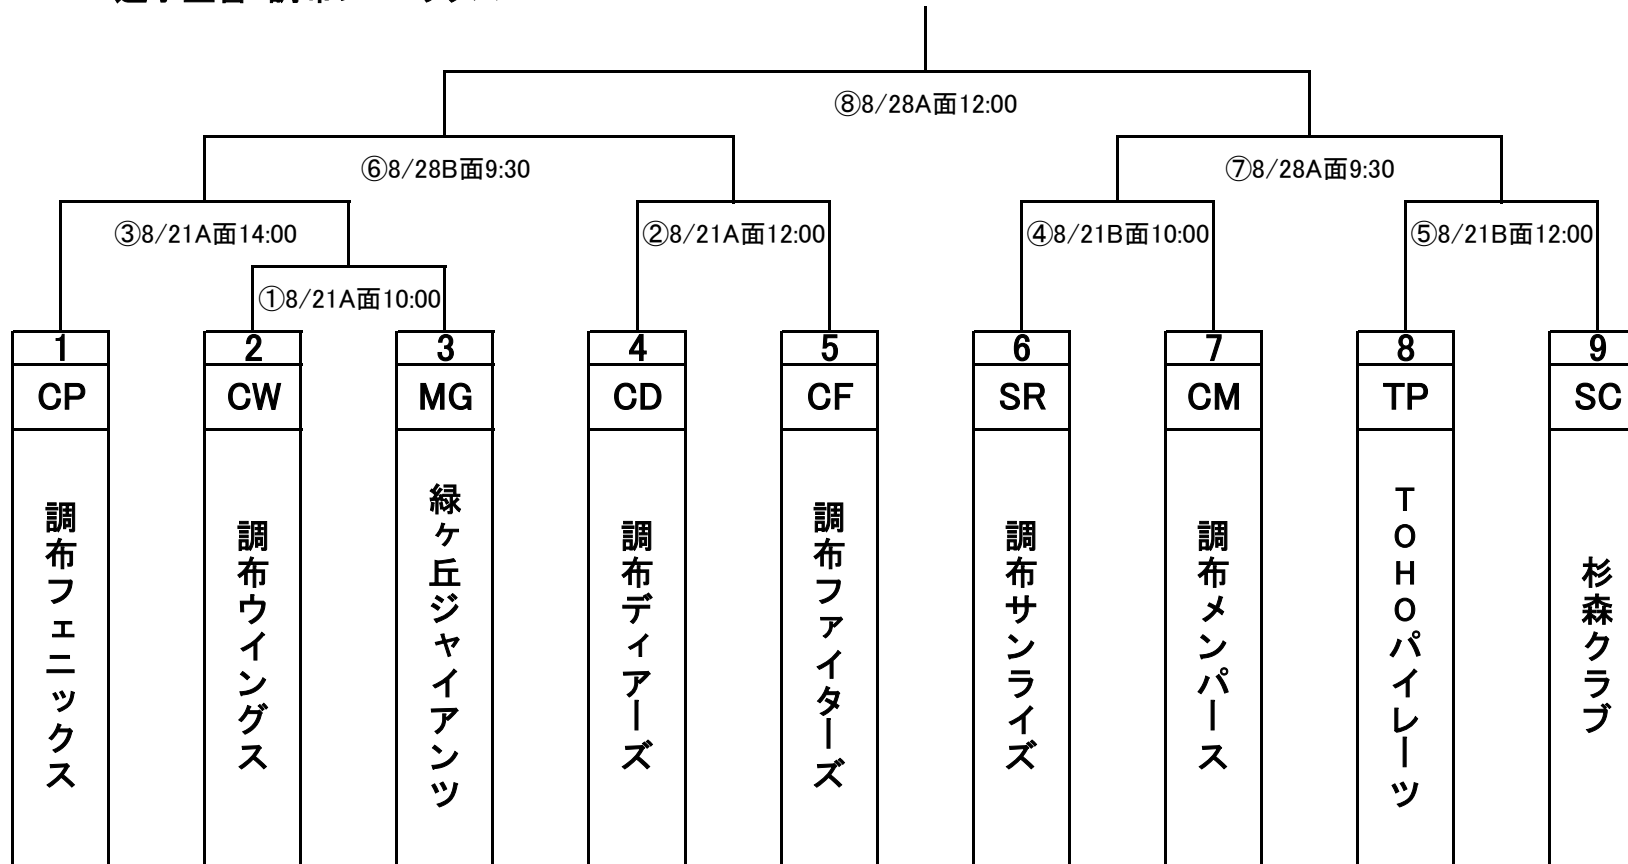 ⑧8/28A面12:00
⑥8/28B面9:30
⑦8/28A面9:30
③8/21A面14:00
②8/21A面12:00
④8/21B面10:00
⑤8/21B面12:00
①8/21A面10:00
1
2
3
4
5
6
7
8
9
CP
CW
MG
CD
CF
SR
CM
TP
SC
調布フェニックス
調布ウイングス
緑ヶ丘ジャイアンツ
調布ディアーズ
調布ファイターズ
調布サンライズ
調布メンパース
TOHOパイレーツ
杉森クラブ